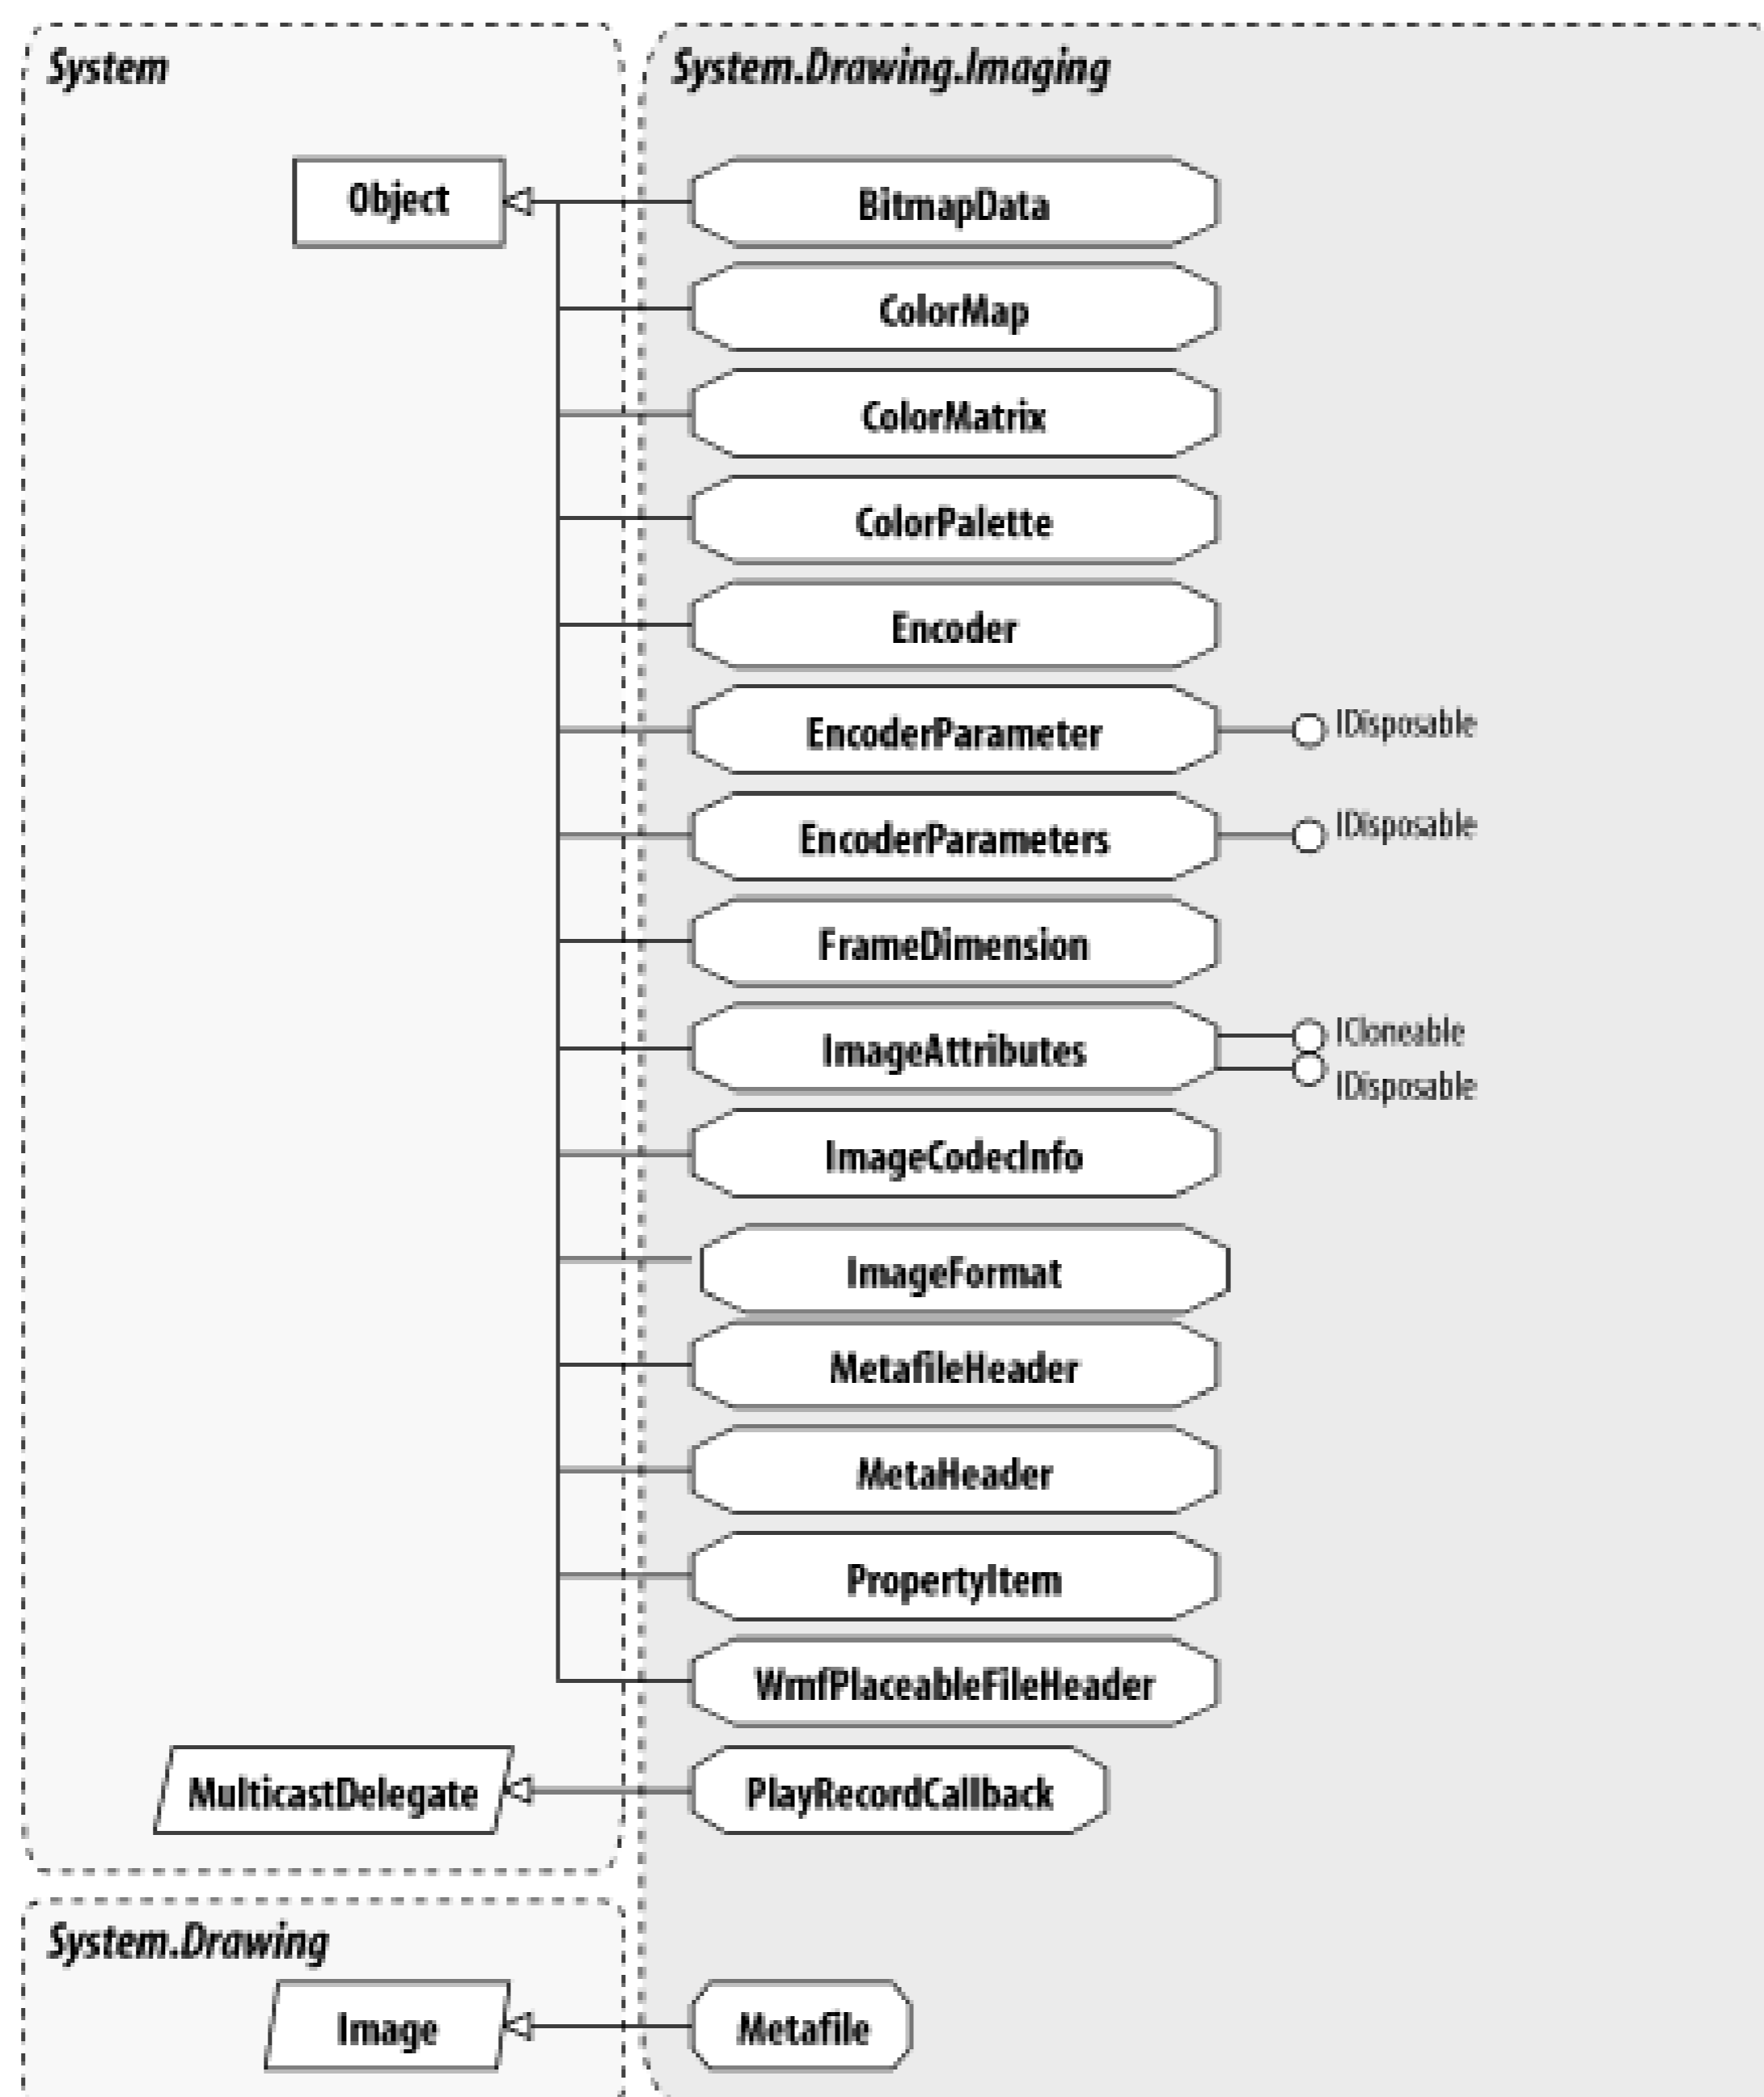 System
System.Drawing.Imaging
Object
BitmapData
ColorMap
ColorMatrix
ColorPalette
Encoder
EncoderParameter
IDisposable
EncoderParameters
IDisposable
FrameDimension
ImageAttributes
ICloneable
IDisposable
ImageCodecInfo
ImageFormat
MetafileHeader
MetaHeader
PropertyItem
WmfPlaceableFileHeader
MulticastDelegate
PlayRecordCallback
System.Drawing
Image
Metafile